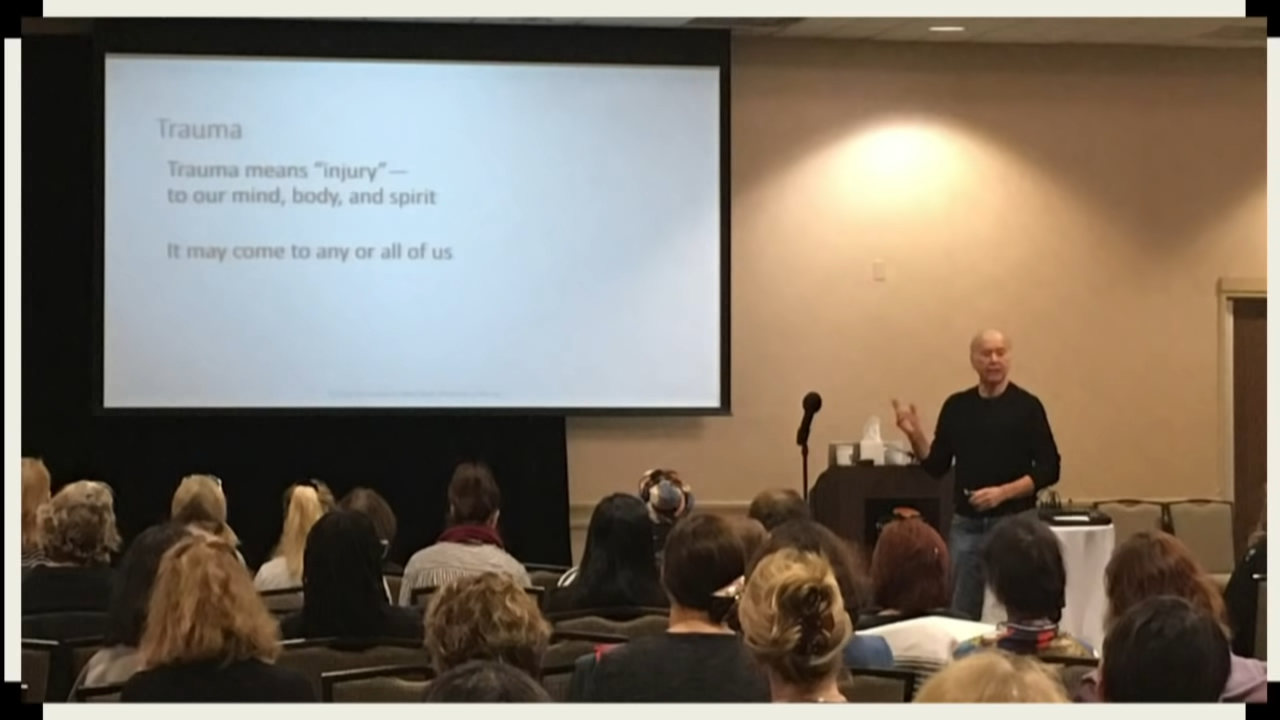 Trauma
Trauma means “injury”—
to our mind, body, and spirit
It may come to any or all of us